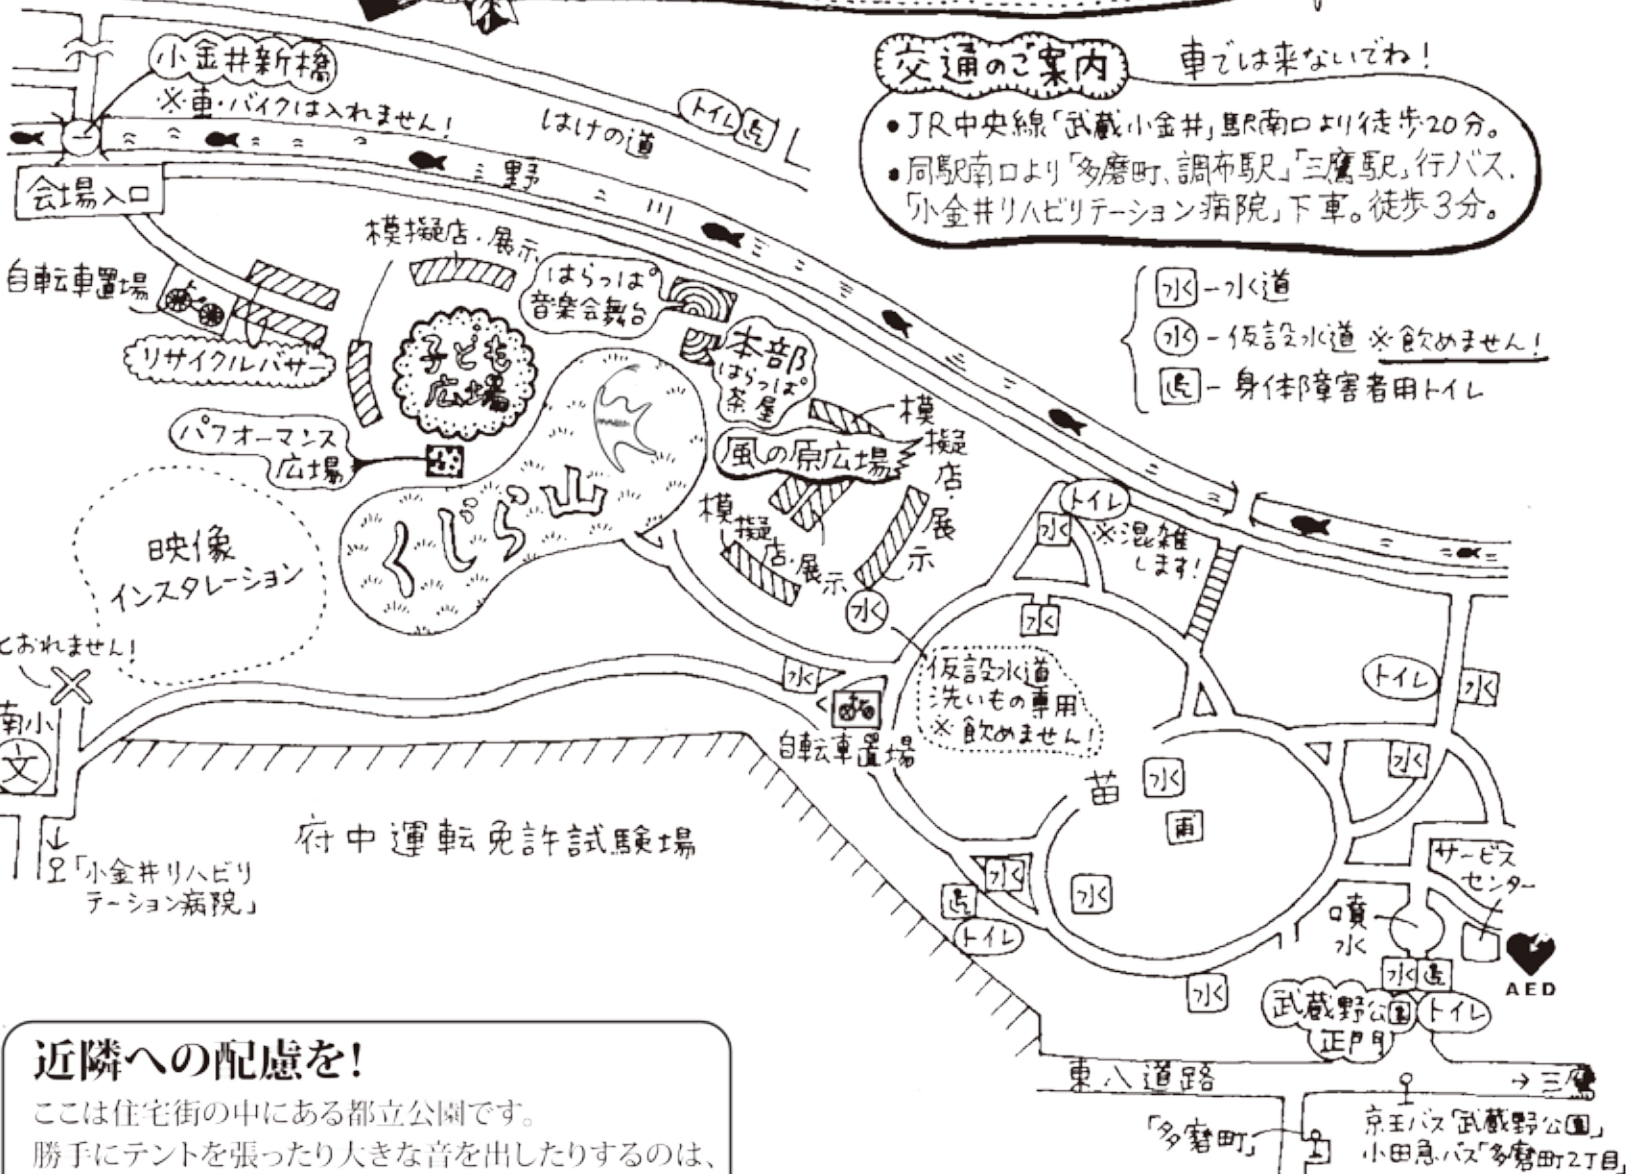 小金井新橋
※車・バイクは入れません!
はけの道
トイレ
野
会場入口
交通のご案内
車では来ないでね!
●JR中央線「武蔵小金井」駅南口より徒歩20分。
●同駅南口より「多磨町、調布駅」「三鷹駅」行バス.
「小金井リハビリテーション病院」下車。徒歩3分。
水-水道
水-仮設水道 ※飲めません!
身体障害者用トイレ
自転車置場
リサイクルバザー
模擬店・展示
はらっぱ
音楽会舞台
子ども
広場
本部
はらっぱ
茶屋
パフォーマンス
広場
くじら山
風の原広場
模擬店・展示
模擬店・展示
映像
インスタレーション
とおれません!
南小
文
「小金井リハビリ
テーション病院」
水
仮設水道
洗いもの専用
※飲めません!
トイレ
水
※混雑
します!
水
水
水
自転車置場
府中運転免許試験場
トイレ
水
水
苗
水
水
水
トイレ
水
サービス
センター
噴
水
水
AED
武蔵野公園
正門
トイレ
東八道路
→三鷹
「多磨町」
京王バス「武蔵野公園」
小田急バス「多磨町2丁目」
近隣への配慮を!
ここは住宅街の中にある都立公園です。
勝手にテントを張ったり大きな音を出したりするのは、